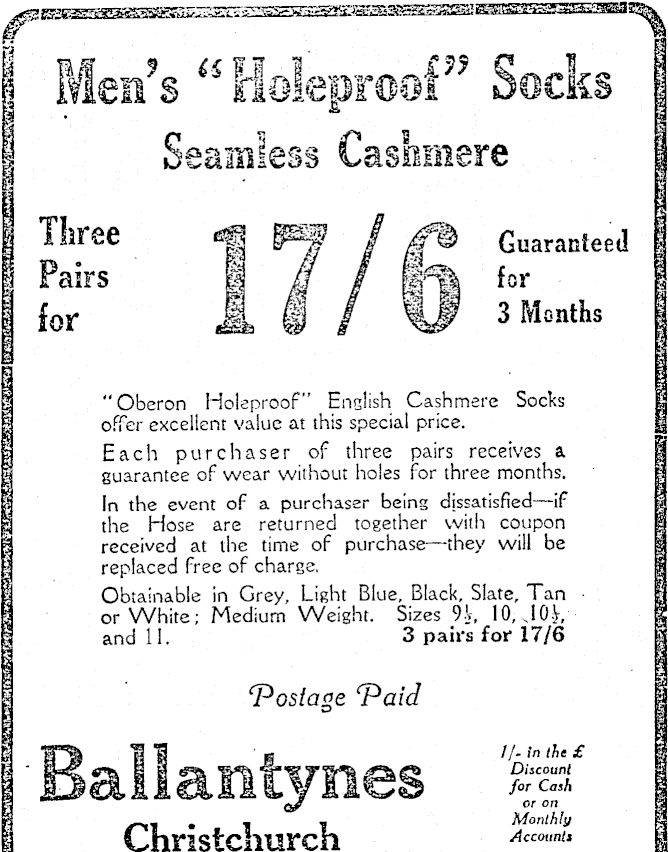 Men's "Holeproof" Socks
Seamless Cashmere
Three
Pairs
for
17/6
Guaranteed
for
3 Months
"Oberon Holeproof" English Cashmere Socks
offer excellent value at this special price.
Each purchaser of three pairs receives a
guarantee of wear without holes for three months.
In the event of a purchaser being dissatisfied—if
the Hose are returned together with coupon
received at the time of purchase—they will be
replaced free of charge.
Obtainable in Grey, Light Blue, Black, Slate, Tan
or White; Medium Weight. Sizes 9½, 10, 10½,
and 11. 3 pairs for 17/6
Postage Paid
Ballantynes
Christchurch
1/- in the £
Discount
for Cash
or on
Monthly
Accounts